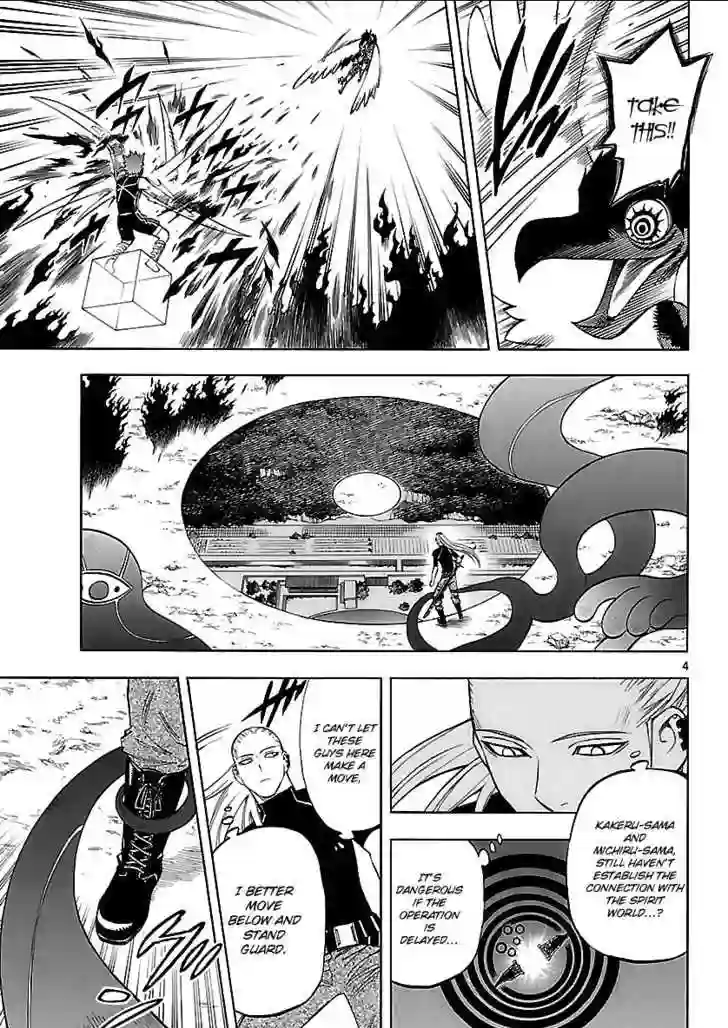 TAKE
THIS!!
4
KAKERU-SAMA
AND
MICHIRU-SAMA,
STILL HAVEN'T
ESTABLISH THE
CONNECTION WITH
THE SPIRIT
WORLD...?
IT'S
DANGEROUS
IF THE
OPERATION
IS DELAYED...
I CAN'T LET
THESE
GUYS HERE
MAKE A
MOVE,
I BETTER
MOVE
BELOW AND
STAND
GUARD.